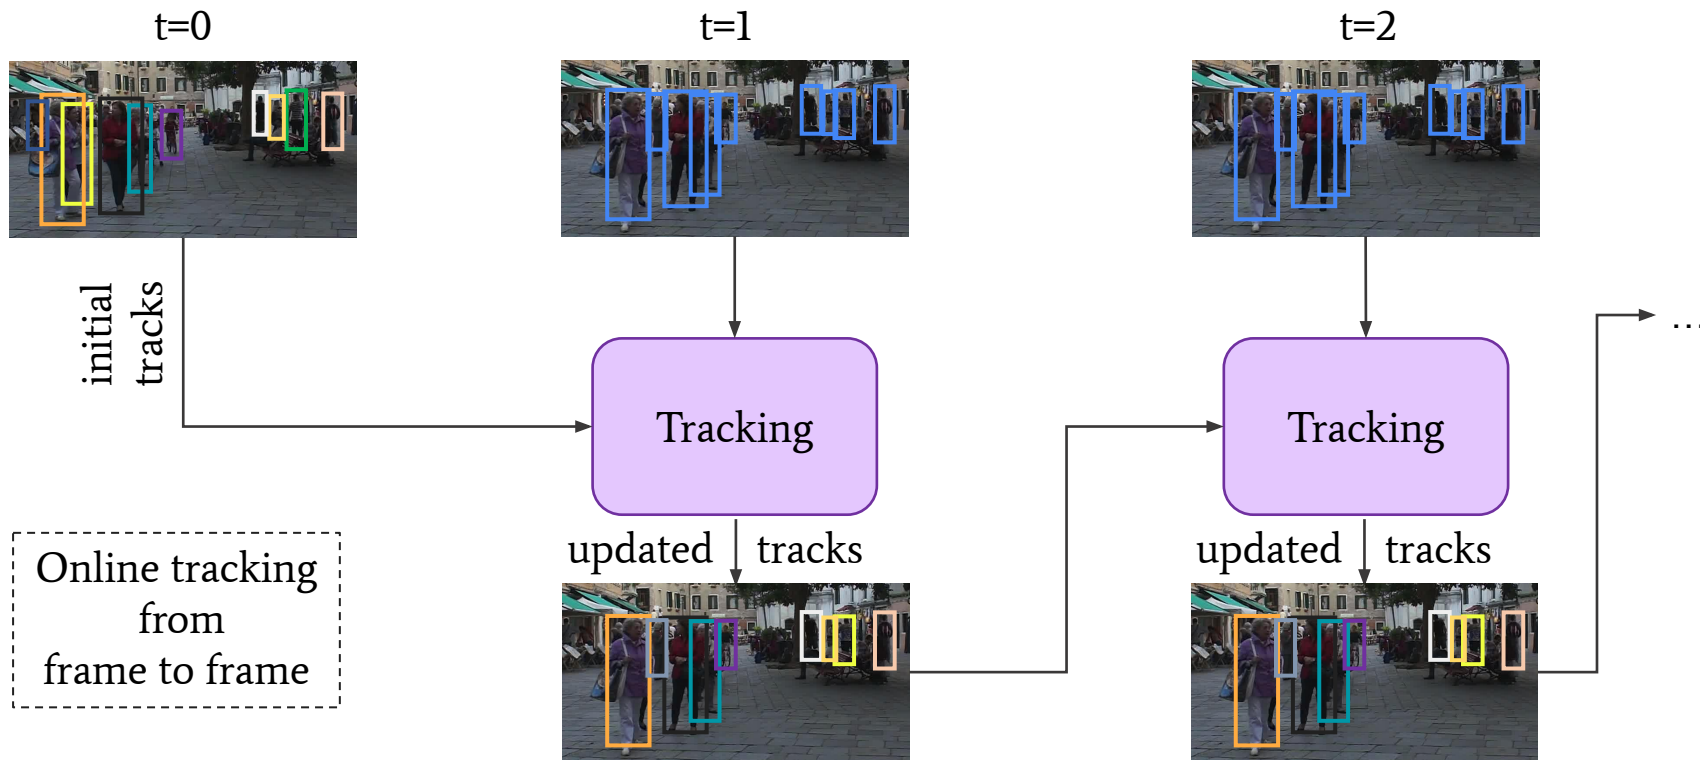 t=0
t=1
t=2
initial
tracks
...
Tracking
Tracking
updated tracks
updated tracks
Online tracking
from
frame to frame